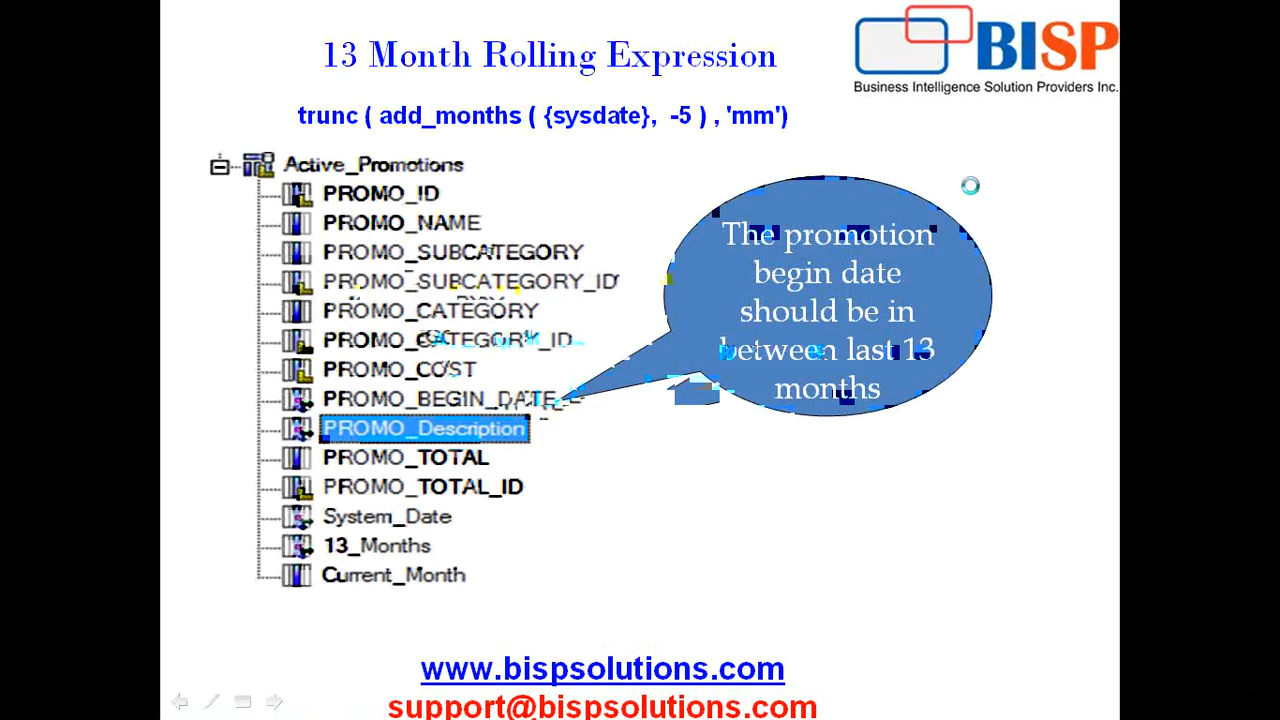 13 Month Rolling Expression
BISP
Business Intelligence Solution Providers Inc.
trunc ( add_months ( {sysdate}, -5 ) , 'mm')
Active_Promotions
PROMO_ID
PROMO_NAME
PROMO_SUBCATEGORY
PROMO_SUBCATEGORY_ID
PROMO_CATEGORY
PROMO_CATEGORY_ID
PROMO_COST
PROMO_BEGIN_DATE
PROMO_Description
PROMO_TOTAL
PROMO_TOTAL_ID
System_Date
13_Months
Current_Month
The promotion
begin date
should be in
between last 13
months
www.bispsolutions.com
support@bispsolutions.com